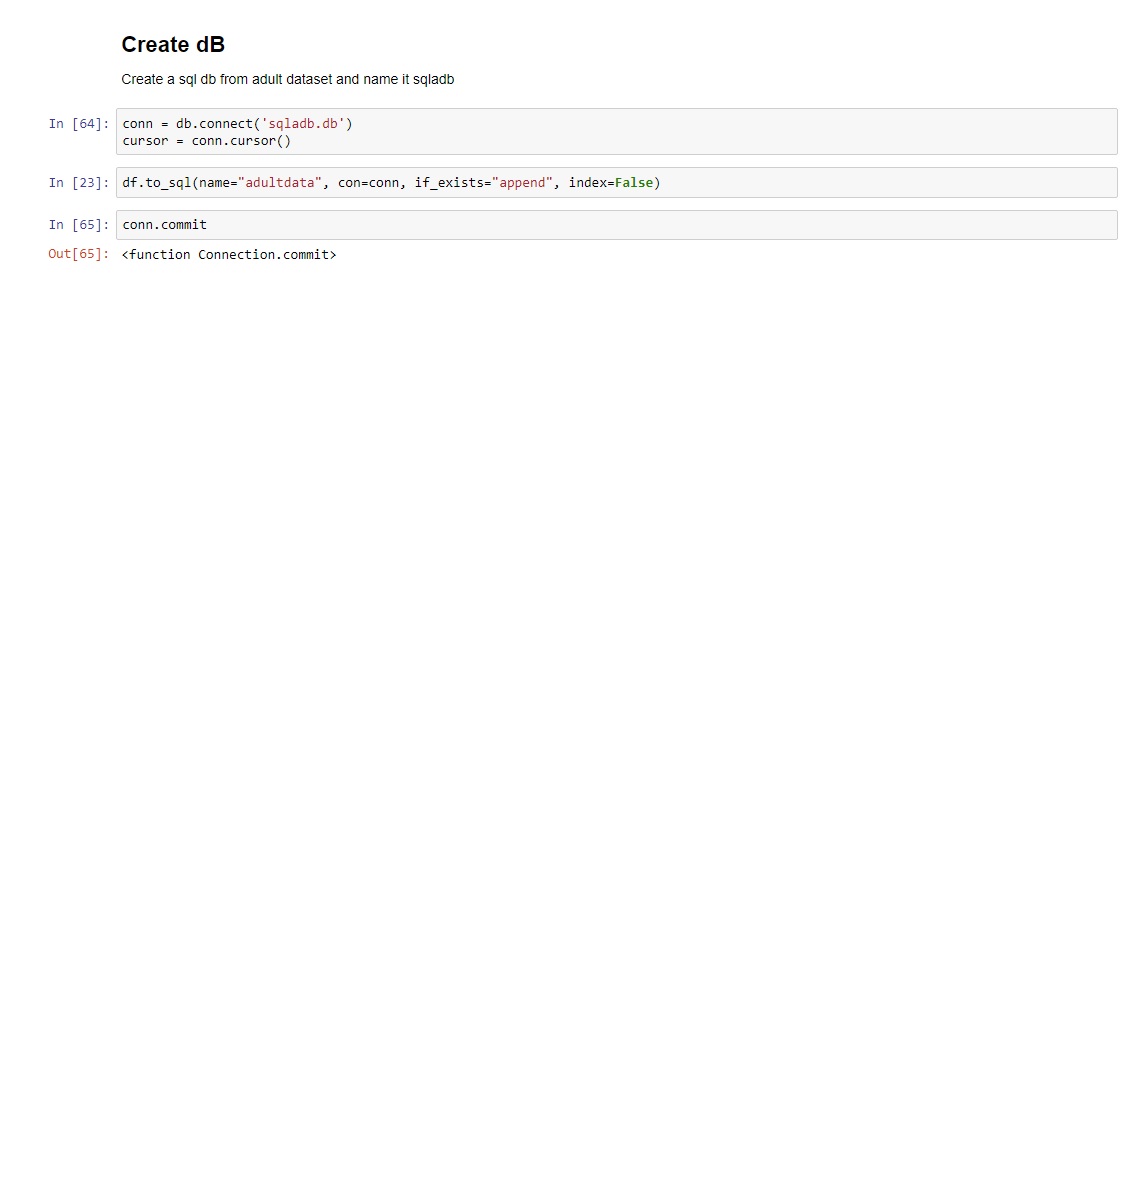 Create dB
Create a sql db from adult dataset and name it sqladb
In [64]: conn = db.connect('sqladb.db')
cursor = conn.cursor()
In [23]: df.to_sql(name="adultdata", con=conn, if_exists="append", index=False)
In [65]: conn.commit
Out[65]: <function Connection.commit>